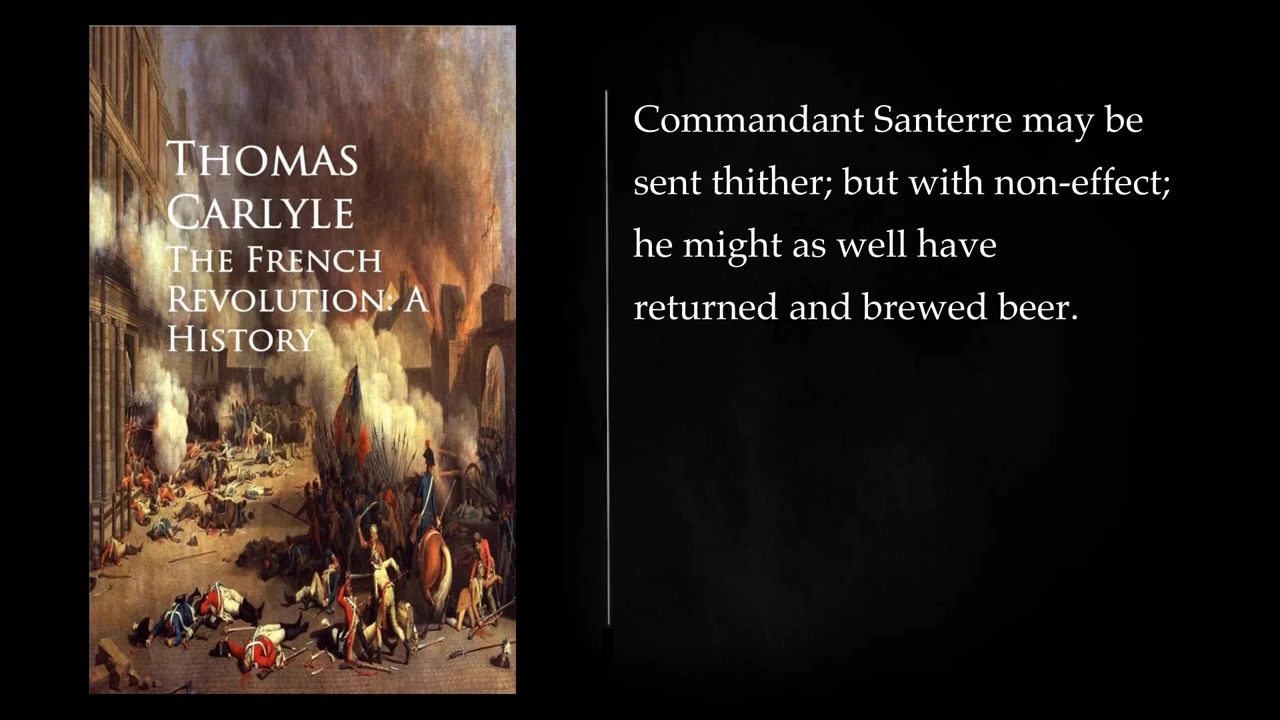 THOMAS
CARLYLE
THE FRENCH
REVOLUTION: A
HISTORY
Commandant Santerre may be
sent thither; but with non-effect;
he might as well have
returned and brewed beer.